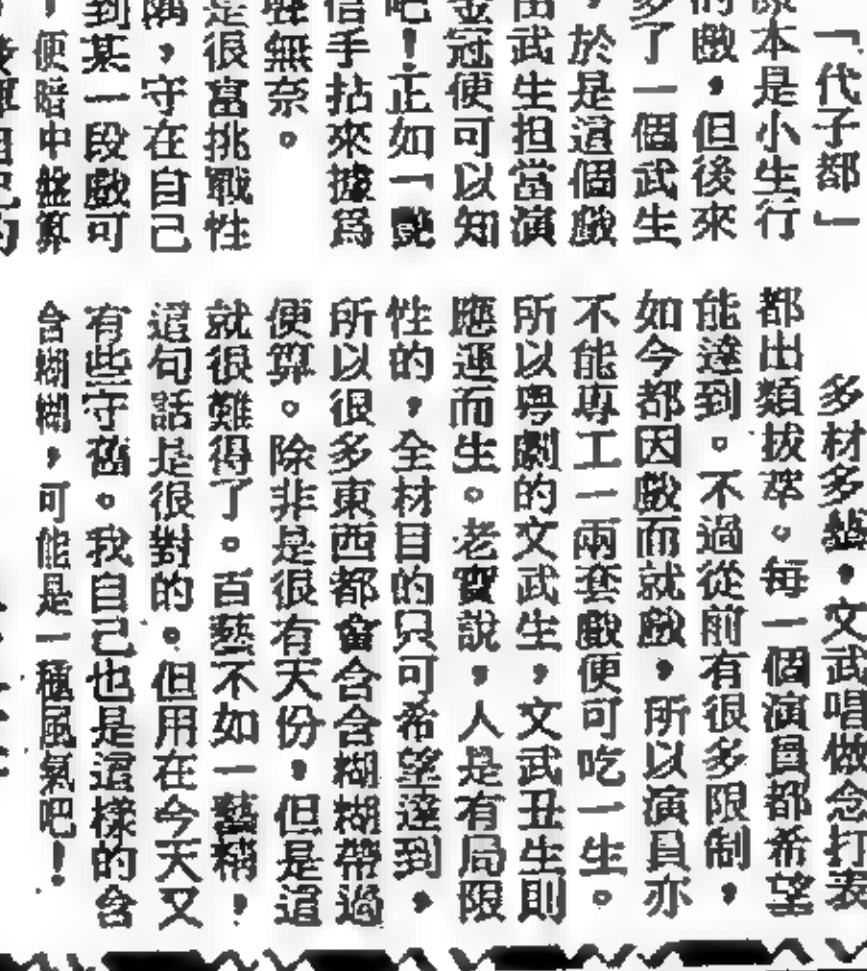 「代子都」
原本是小生行
的戲，但後來
多了一個武生
，於是這個戲
由武生担當演
金冠便可以知
吧！正如「艷
信手拈來據爲
聲無奈。
是很富挑戰性
隅，守在自己
到某一段戲可
，便暗中盤算
多材多藝，文武唱做念打表
都出類拔萃。每一個演員都希望
能達到。不過從前有很多限制，
如今都因戲而就戲，所以演員亦
不能專工一兩套戲便可吃一生。
所以粤劇的文武生，文武丑生則
應運而生。老實說，人是有局限
性的，全材目的只可希望達到，
所以很多東西都會含含糊糊帶過
便算。除非是很有天份，但是這
就很難得了。百藝不如一藝精，
這句話是很對的。但用在今天又
有些守舊。我自己也是這樣的含
含糊糊，可能是一種風氣吧！